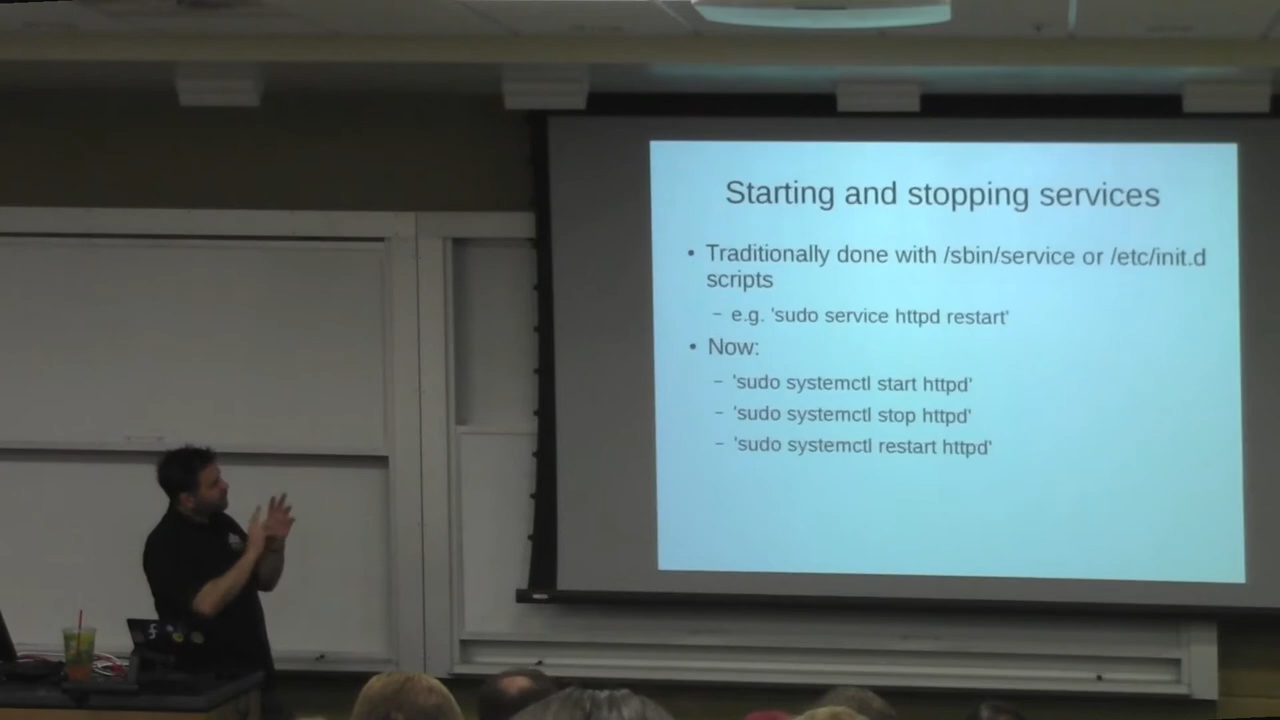 Starting and stopping services
• Traditionally done with /sbin/service or /etc/init.d
scripts
– e.g. 'sudo service httpd restart'
• Now:
– 'sudo systemctl start httpd'
– 'sudo systemctl stop httpd'
– 'sudo systemctl restart httpd'